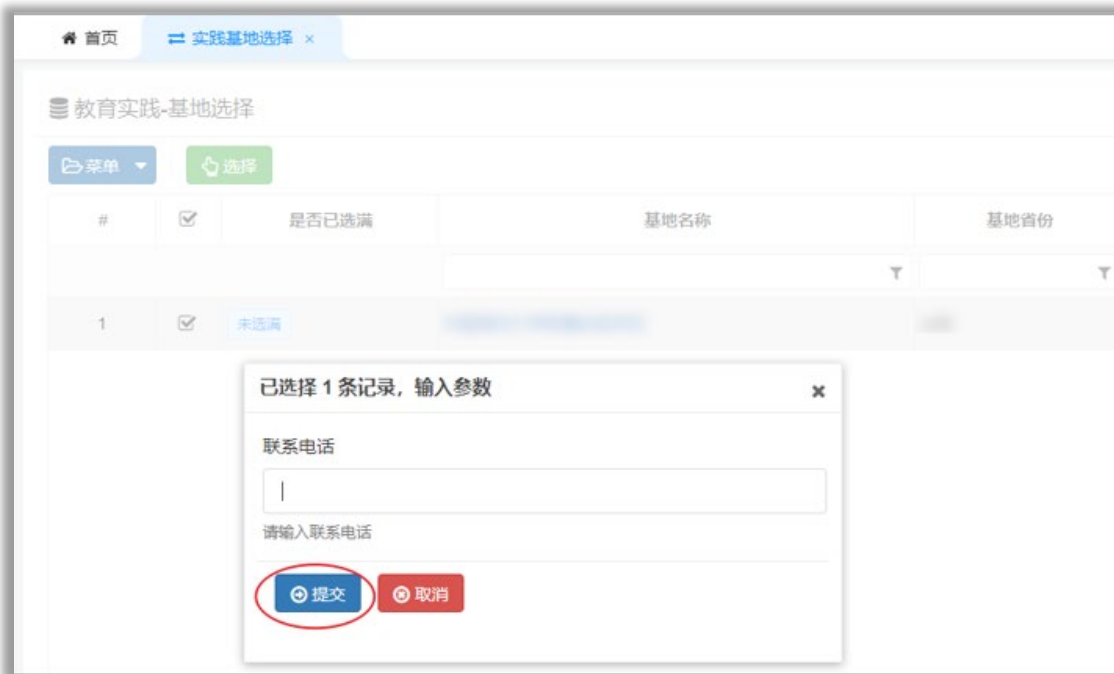 首页 实践基地选择 ×
教育实践-基地选择
菜单 选择
# 是否已选满 基地名称 基地省份
1 未选满
已选择 1 条记录，输入参数
联系电话
请输入联系电话
提交 取消